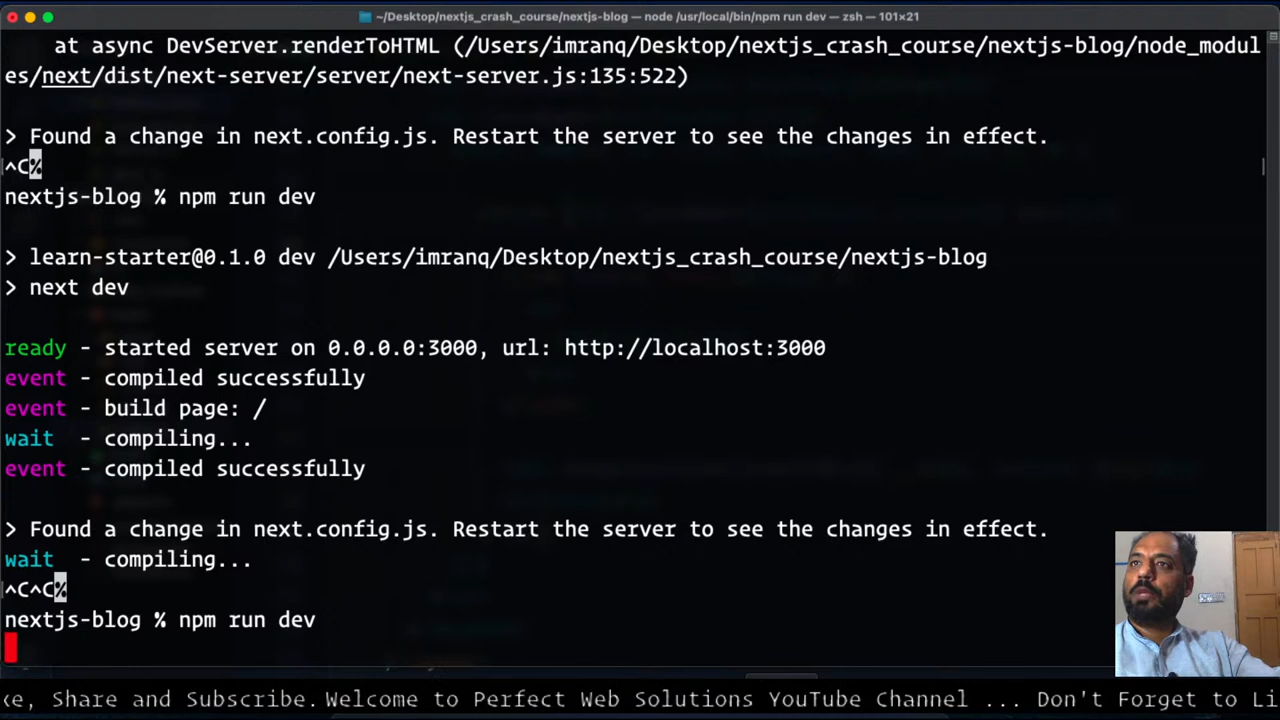 ~/Desktop/nextjs_crash_course/nextjs-blog — node /usr/local/bin/npm run dev — zsh — 101×21
at async DevServer.renderToHTML (/Users/imranq/Desktop/nextjs_crash_course/nextjs-blog/node_modul
es/next/dist/next-server/server/next-server.js:135:522)
> Found a change in next.config.js. Restart the server to see the changes in effect.
^C%
nextjs-blog % npm run dev
> learn-starter@0.1.0 dev /Users/imranq/Desktop/nextjs_crash_course/nextjs-blog
> next dev
ready - started server on 0.0.0.0:3000, url: http://localhost:3000
event - compiled successfully
event - build page: /
wait  - compiling...
event - compiled successfully
> Found a change in next.config.js. Restart the server to see the changes in effect.
wait  - compiling...
^C^C%
nextjs-blog % npm run dev
ke, Share and Subscribe. Welcome to Perfect Web Solutions YouTube Channel ... Don't Forget to Li